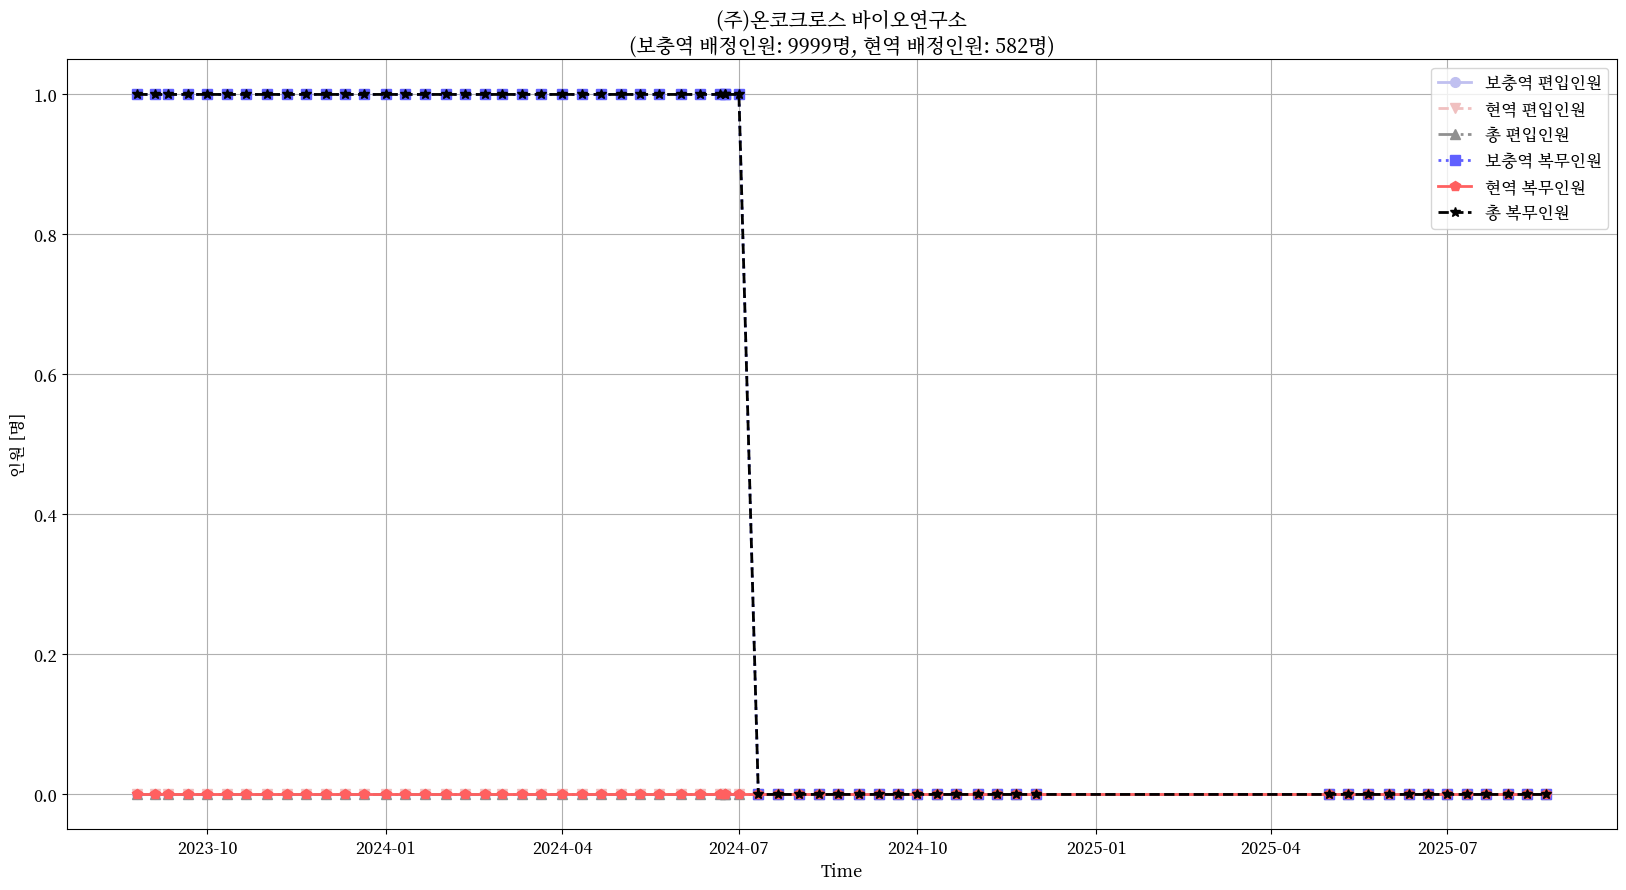 (주)온코크로스 바이오연구소
(보충역 배정인원: 9999명, 현역 배정인원: 582명)
보충역 편입인원
현역 편입인원
총 편입인원
보충역 복무인원
현역 복무인원
총 복무인원
인원 [명]
1.0
0.8
0.6
0.4
0.2
0.0
2023-10
2024-01
2024-04
2024-07
2024-10
2025-01
2025-04
2025-07
Time